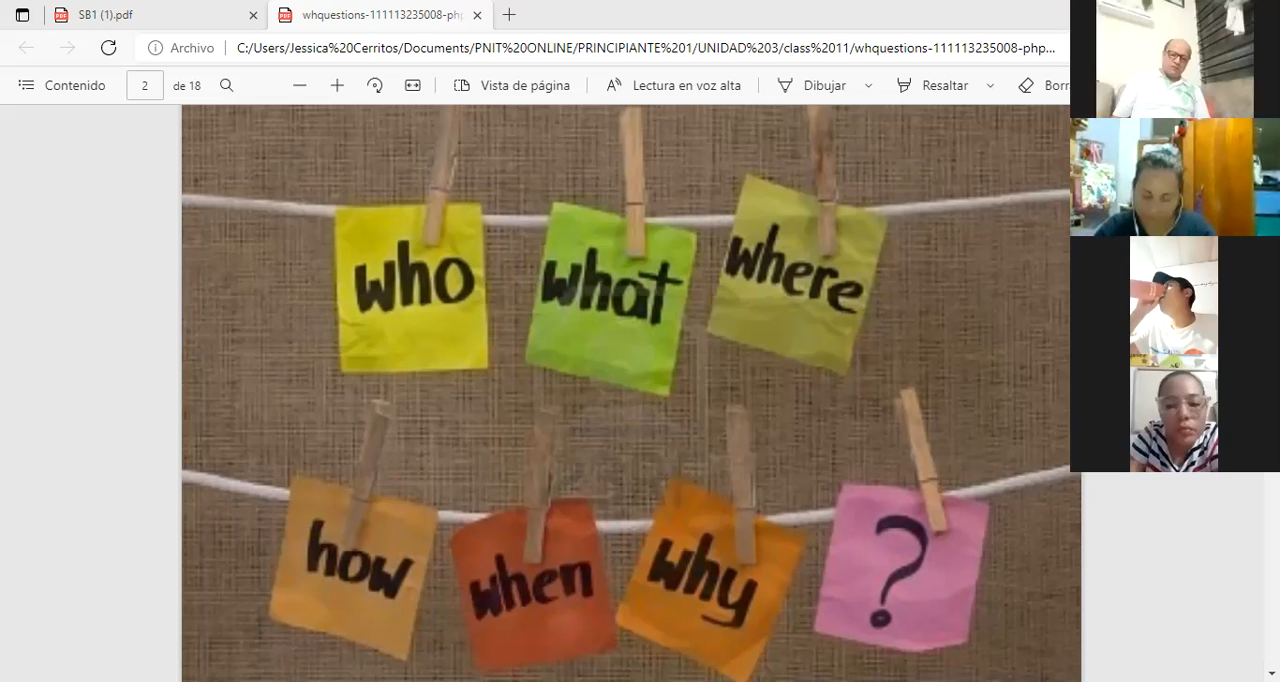 SB1 (1).pdf
whquestions-111113235008-php
Archivo
C:/Users/Jessica%20Cerritos/Documents/PNIT%20ONLINE/PRINCIPIANTE%201/UNIDAD%203/class%2011/whquestions-111113235008-php...
Contenido
2
de 18
Vista de página
Lectura en voz alta
Dibujar
Resaltar
Borr
who
what
where
how
when
why
?